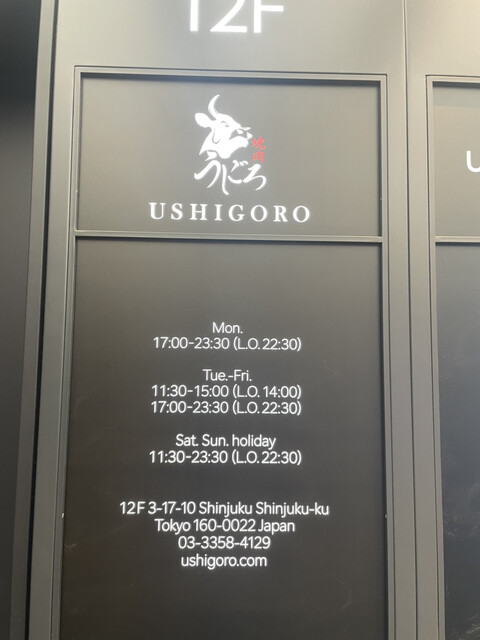 12F
焼肉
うしごろ
USHIGORO
Mon.
17:00-23:30 (L.O. 22:30)
Tue.-Fri.
11:30-15:00 (L.O. 14:00)
17:00-23:30 (L.O. 22:30)
Sat. Sun. holiday
11:30-23:30 (L.O. 22:30)
12F 3-17-10 Shinjuku Shinjuku-ku
Tokyo 160-0022 Japan
03-3358-4129
ushigoro.com